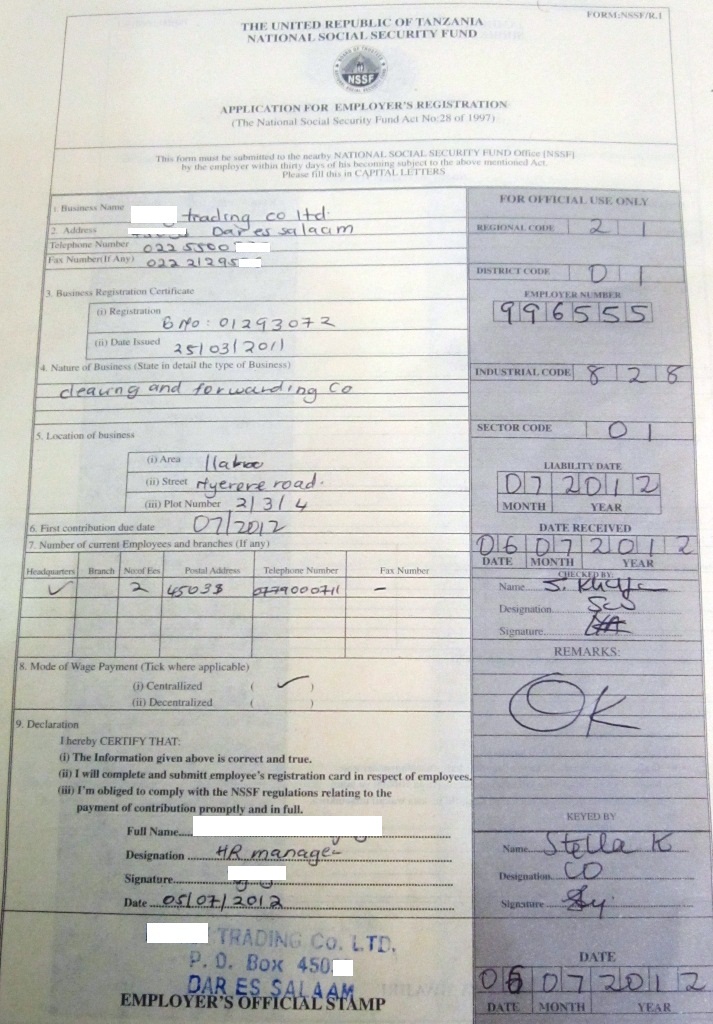 FORM:NSSF/R.1
THE UNITED REPUBLIC OF TANZANIA
NATIONAL SOCIAL SECURITY FUND
NSSF
APPLICATION FOR EMPLOYER'S REGISTRATION
(The National Social Security Fund Act No:28 of 1997)
This form must be submitted to the nearby NATIONAL SOCIAL SECURITY FUND Office [NSSF]
by the employer within thirty days of his becoming subject to the above mentioned Act.
Please fill this in CAPITAL LETTERS
1. Business Name trading co ltd.
2. Address Dar es salaam
Telephone Number 022 5500
Fax Number(If Any) 022 21295
3. Business Registration Certificate
(i) Registration
No: 01293072
(ii) Date Issued 25/03/2011
4. Nature of Business (State in detail the type of Business)
clearing and forwarding Co
5. Location of business
(i) Area Ilala
(ii) Street Nyerere road.
(iii) Plot Number 2/3/4
6. First contribution due date 07/2012
7. Number of current Employees and branches (If any)
Headquarters Branch No:of Ees Postal Address Telephone Number Fax Number
✓ 2 45038 0779000711 –
8. Mode of Wage Payment (Tick where applicable)
(i) Centrallized ( ✓ )
(ii) Decentralized ( )
9. Declaration
I hereby CERTIFY THAT:
(i) The Information given above is correct and true.
(ii) I will complete and submitt employee's registration card in respect of employees.
(iii) I'm obliged to comply with the NSSF regulations relating to the
payment of contribution promptly and in full.
Full Name
Designation HR manager
Signature
Date 05/07/2012
TRADING Co. LTD.
P. O. Box 450
DAR ES SALAAM
EMPLOYER'S OFFICIAL STAMP
FOR OFFICIAL USE ONLY
REGIONAL CODE 2 1
DISTRICT CODE 0 1
EMPLOYER NUMBER
996555
INDUSTRIAL CODE 8 2 8
SECTOR CODE 0 1
LIABILITY DATE
07 2012
MONTH YEAR
DATE RECEIVED
06 07 2012
DATE MONTH YEAR
CHECKED BY:
Name S.
Designation
Signature
REMARKS:
OK
KEYED BY
Name Stella K
Designation CO
Signature
DATE
06 07 2012
DATE MONTH YEAR